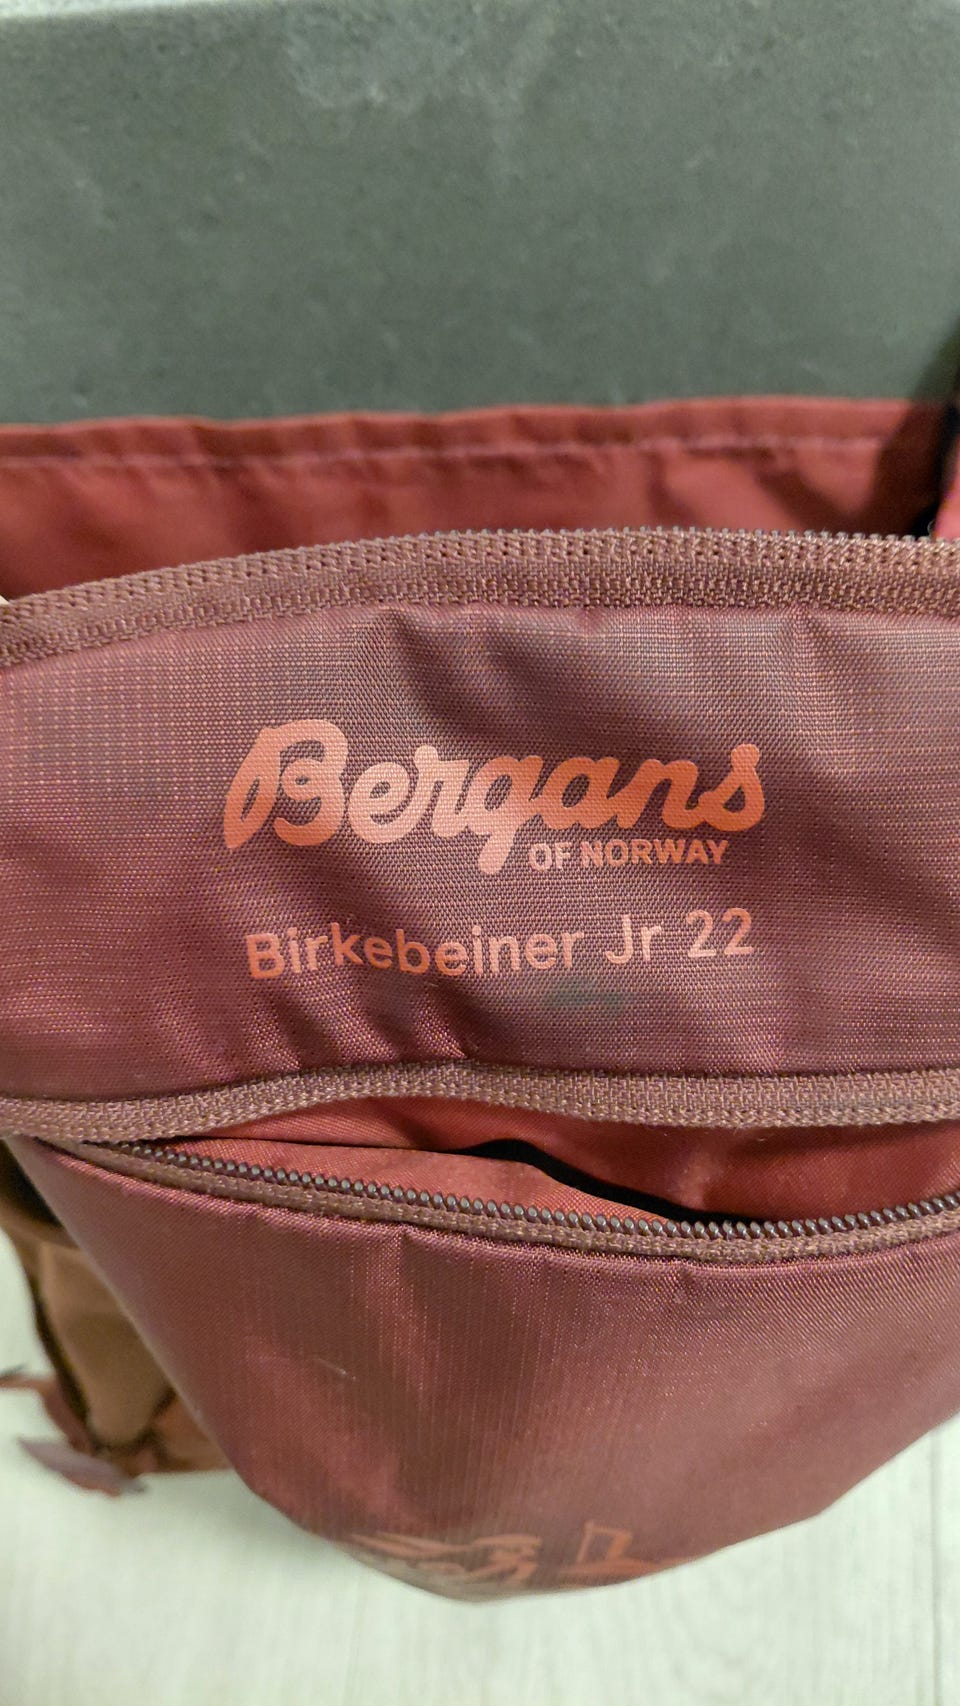 Bergans
OF NORWAY
Birkebeiner Jr 22